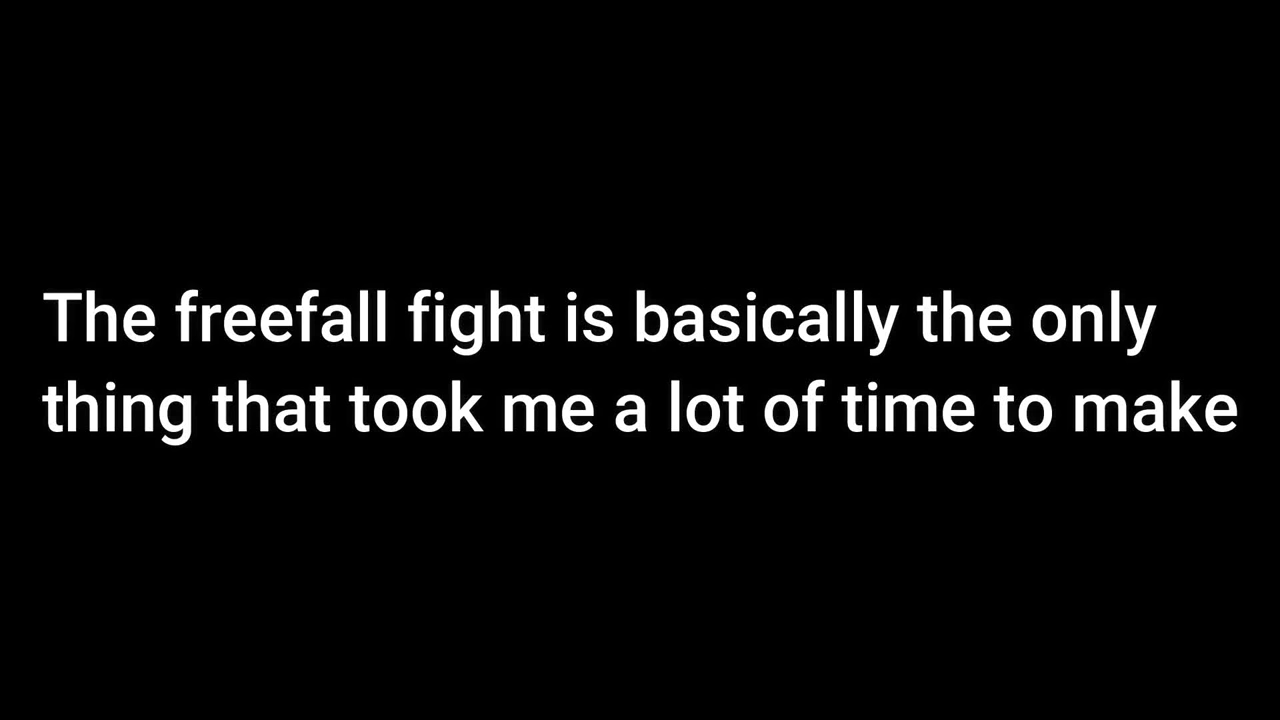 The freefall fight is basically the only
thing that took me a lot of time to make